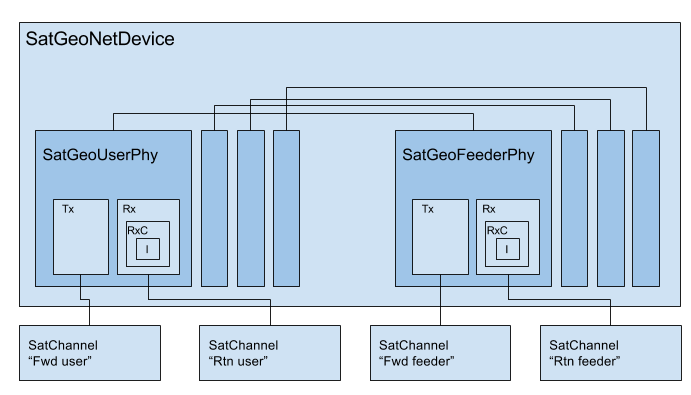 SatGeoNetDevice
SatGeoUserPhy
Tx
Rx
RxC
I
SatGeoFeederPhy
Tx
Rx
RxC
I
SatChannel
“Fwd user”
SatChannel
“Rtn user”
SatChannel
“Fwd feeder”
SatChannel
“Rtn feeder”